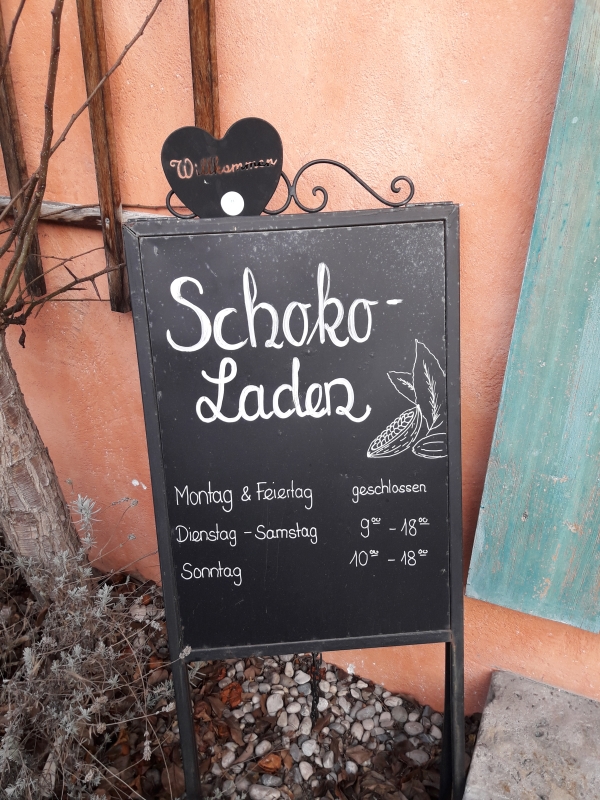 Willkommen
Schoko-
Laden
Montag & Feiertag geschlossen
Dienstag - Samstag 9⁰⁰ - 18⁰⁰
Sonntag 10⁰⁰ - 18⁰⁰